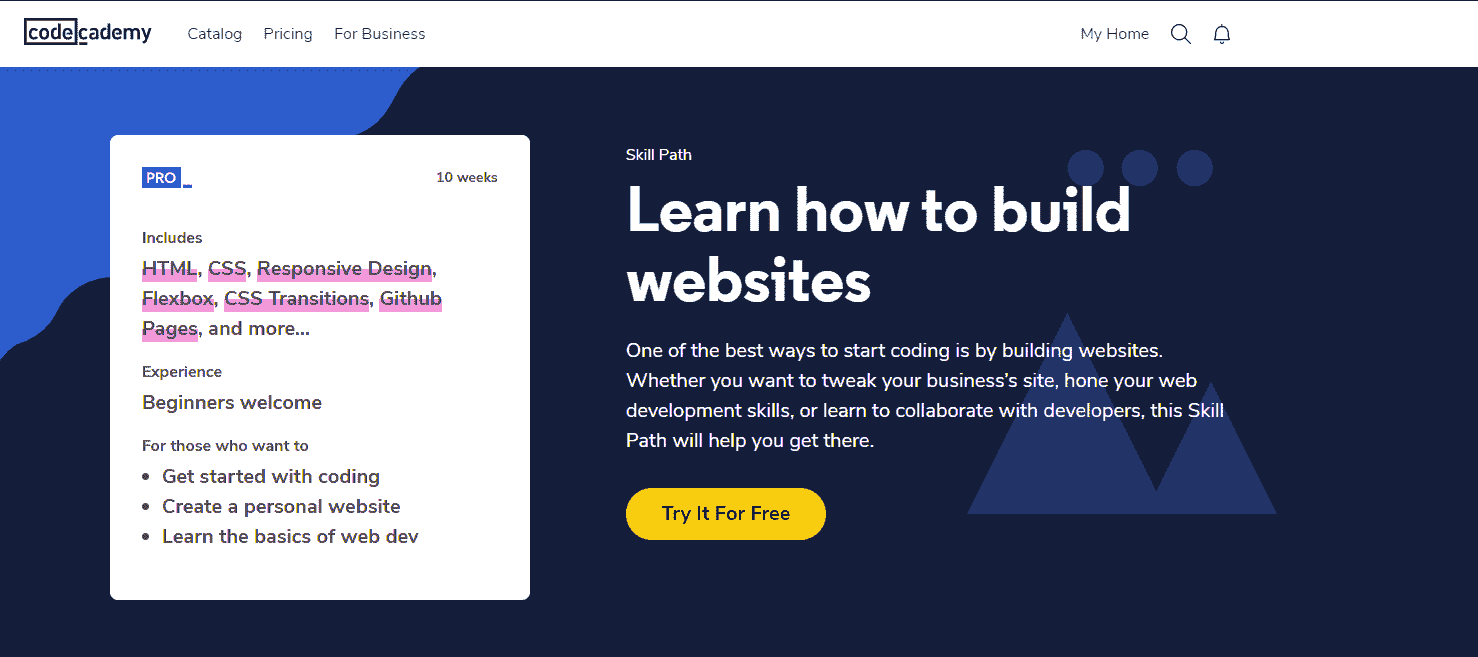 codecademy Catalog Pricing For Business My Home
PRO 10 weeks
Includes
HTML, CSS, Responsive Design,
Flexbox, CSS Transitions, Github
Pages, and more...
Experience
Beginners welcome
For those who want to
• Get started with coding
• Create a personal website
• Learn the basics of web dev
Skill Path
Learn how to build
websites
One of the best ways to start coding is by building websites.
Whether you want to tweak your business’s site, hone your web
development skills, or learn to collaborate with developers, this Skill
Path will help you get there.
Try It For Free